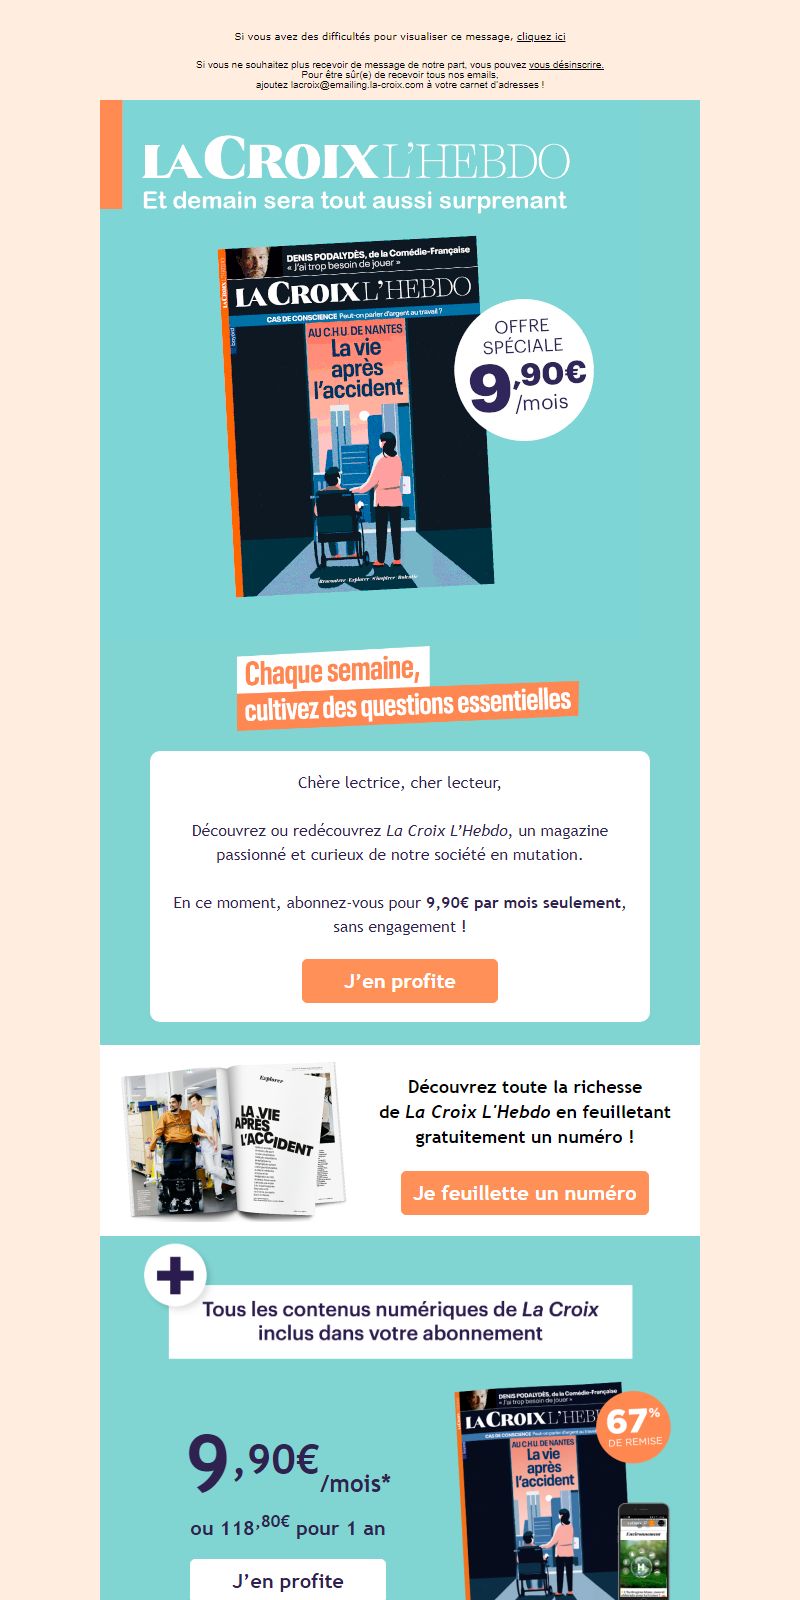 Si vous avez des difficultés pour visualiser ce message, cliquez ici
Si vous ne souhaitez plus recevoir de message de notre part, vous pouvez vous désinscrire.
Pour être sûr(e) de recevoir tous nos emails,
ajoutez lacroix@emailing.la-croix.com à votre carnet d'adresses !
LA CROIX L'HEBDO
Et demain sera tout aussi surprenant
DENIS PODALYDÈS, de la Comédie-Française
« J'ai trop besoin de jouer »
LA CROIX L'HEBDO
CAS DE CONSCIENCE Peut-on parler d'argent au travail ?
bayard
AU C.H.U. DE NANTES
La vie
après
l'accident
Rencontrer · Explorer · S'inspirer · Ralentir
OFFRE
SPÉCIALE
9,90€
/mois
Chaque semaine,
cultivez des questions essentielles
Chère lectrice, cher lecteur,
Découvrez ou redécouvrez La Croix L’Hebdo, un magazine
passionné et curieux de notre société en mutation.
En ce moment, abonnez-vous pour 9,90€ par mois seulement,
sans engagement !
J’en profite
Explorer
LA VIE
APRÈS
L'ACCIDENT
Découvrez toute la richesse
de La Croix L'Hebdo en feuilletant
gratuitement un numéro !
Je feuillette un numéro
+
Tous les contenus numériques de La Croix
inclus dans votre abonnement
DENIS PODALYDÈS, de la Comédie-Française
« J'ai trop besoin de jouer »
LA CROIX L'HEB
CAS DE CONSCIENCE Peut-on parler d'argent au travail
AU C.H.U. DE NANTES
La vie
après
l'accident
67%
DE REMISE
Environnement
9,90€/mois*
ou 118,80€ pour 1 an
J’en profite